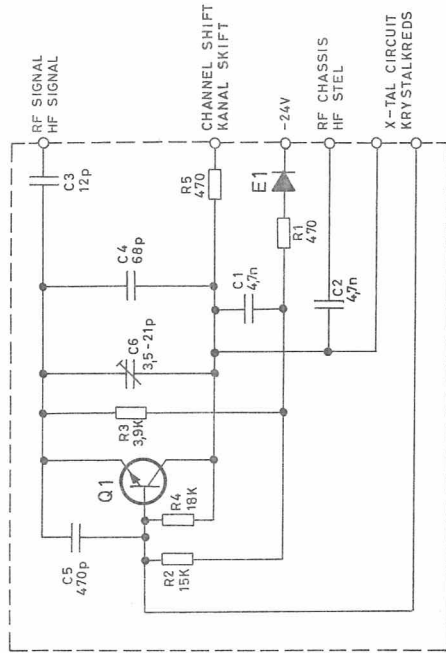 RF SIGNAL
HF SIGNAL
C3
12p
CHANNEL SHIFT
KANAL SKIFT
R5
470
C4
68p
C6
3,5-21p
R3
3,9K
Q1
C5
470p
R4
18K
R2
15K
-24V
E1
R1
470
C1
4,7n
RF CHASSIS
HF STEL
C2
4,7n
X-TAL CIRCUIT
KRYSTALKREDS